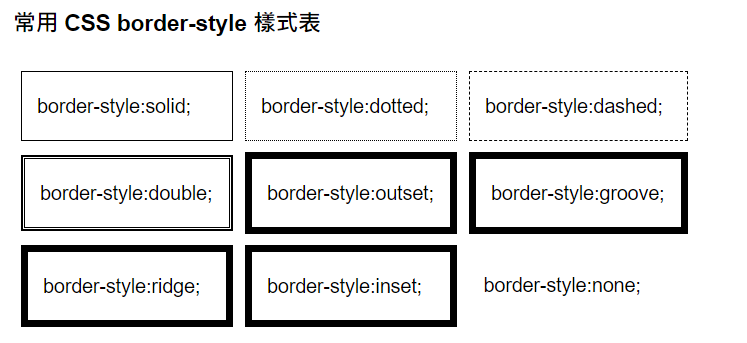 常用 CSS border-style 樣式表
border-style:solid;
border-style:dotted;
border-style:dashed;
border-style:double;
border-style:outset;
border-style:groove;
border-style:ridge;
border-style:inset;
border-style:none;